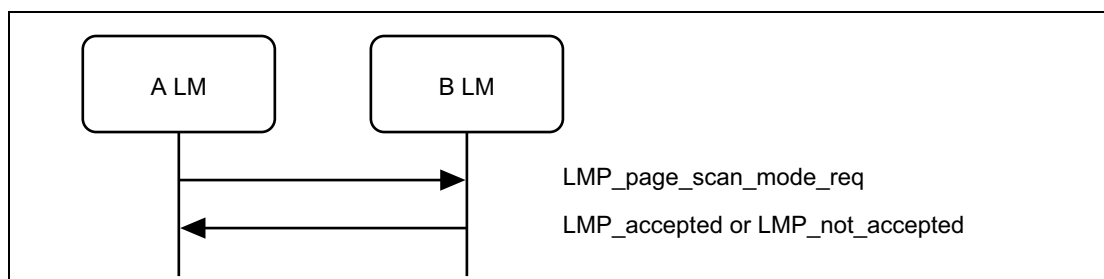 A LM
B LM
LMP_page_scan_mode_req
LMP_accepted or LMP_not_accepted